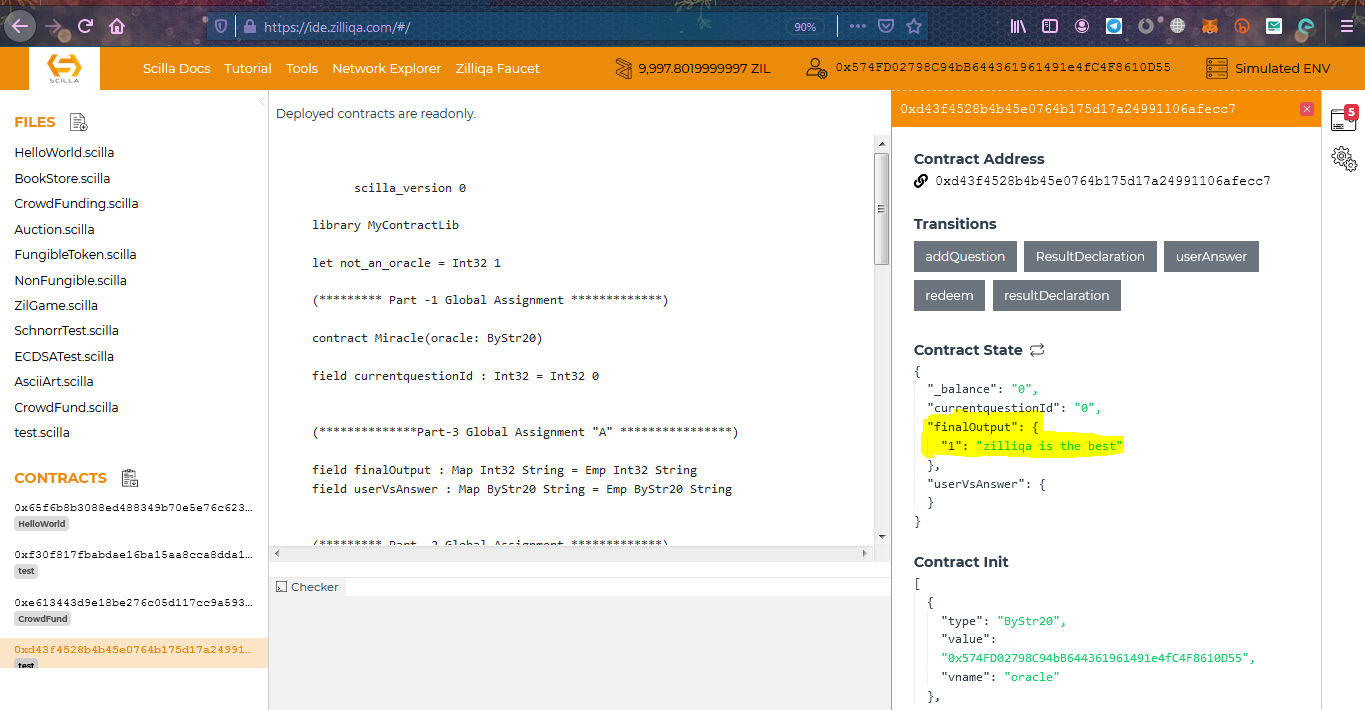 https://ide.zilliqa.com/#/
90%
SCILLA
Scilla Docs Tutorial Tools Network Explorer Zilliqa Faucet
9,997.8019999997 ZIL
0x574FD02798C94bB644361961491e4fC4F8610D55
Simulated ENV
FILES
HelloWorld.scilla
BookStore.scilla
CrowdFunding.scilla
Auction.scilla
FungibleToken.scilla
NonFungible.scilla
ZilGame.scilla
SchnorrTest.scilla
ECDSATest.scilla
AsciiArt.scilla
CrowdFund.scilla
test.scilla
CONTRACTS
0x65f6b8b3088ed488349b70e5e76c623...
HelloWorld
0xf30f817fbabdae16ba15aa8cca8dda1...
test
0xe613443d9e18be276c05d117cc9a593...
CrowdFund
0xd43f4528b4b45e0764b175d17a24991...
test
Deployed contracts are readonly.
scilla_version 0
library MyContractLib
let not_an_oracle = Int32 1
(********* Part -1 Global Assignment *************)
contract Miracle(oracle: ByStr20)
field currentquestionId : Int32 = Int32 0
(**************Part-3 Global Assignment "A" ****************)
field finalOutput : Map Int32 String = Emp Int32 String
field userVsAnswer : Map ByStr20 String = Emp ByStr20 String
(********* Part -2 Global Assignment *************)
Checker
0xd43f4528b4b45e0764b175d17a24991106afecc7
Contract Address
0xd43f4528b4b45e0764b175d17a24991106afecc7
Transitions
addQuestion ResultDeclaration userAnswer
redeem resultDeclaration
Contract State
{
"_balance": "0",
"currentquestionId": "0",
"finalOutput": {
"1": "zilliqa is the best"
},
"userVsAnswer": {
}
}
Contract Init
[
{
"type": "ByStr20",
"value":
"0x574FD02798C94bB644361961491e4fC4F8610D55",
"vname": "oracle"
},
5